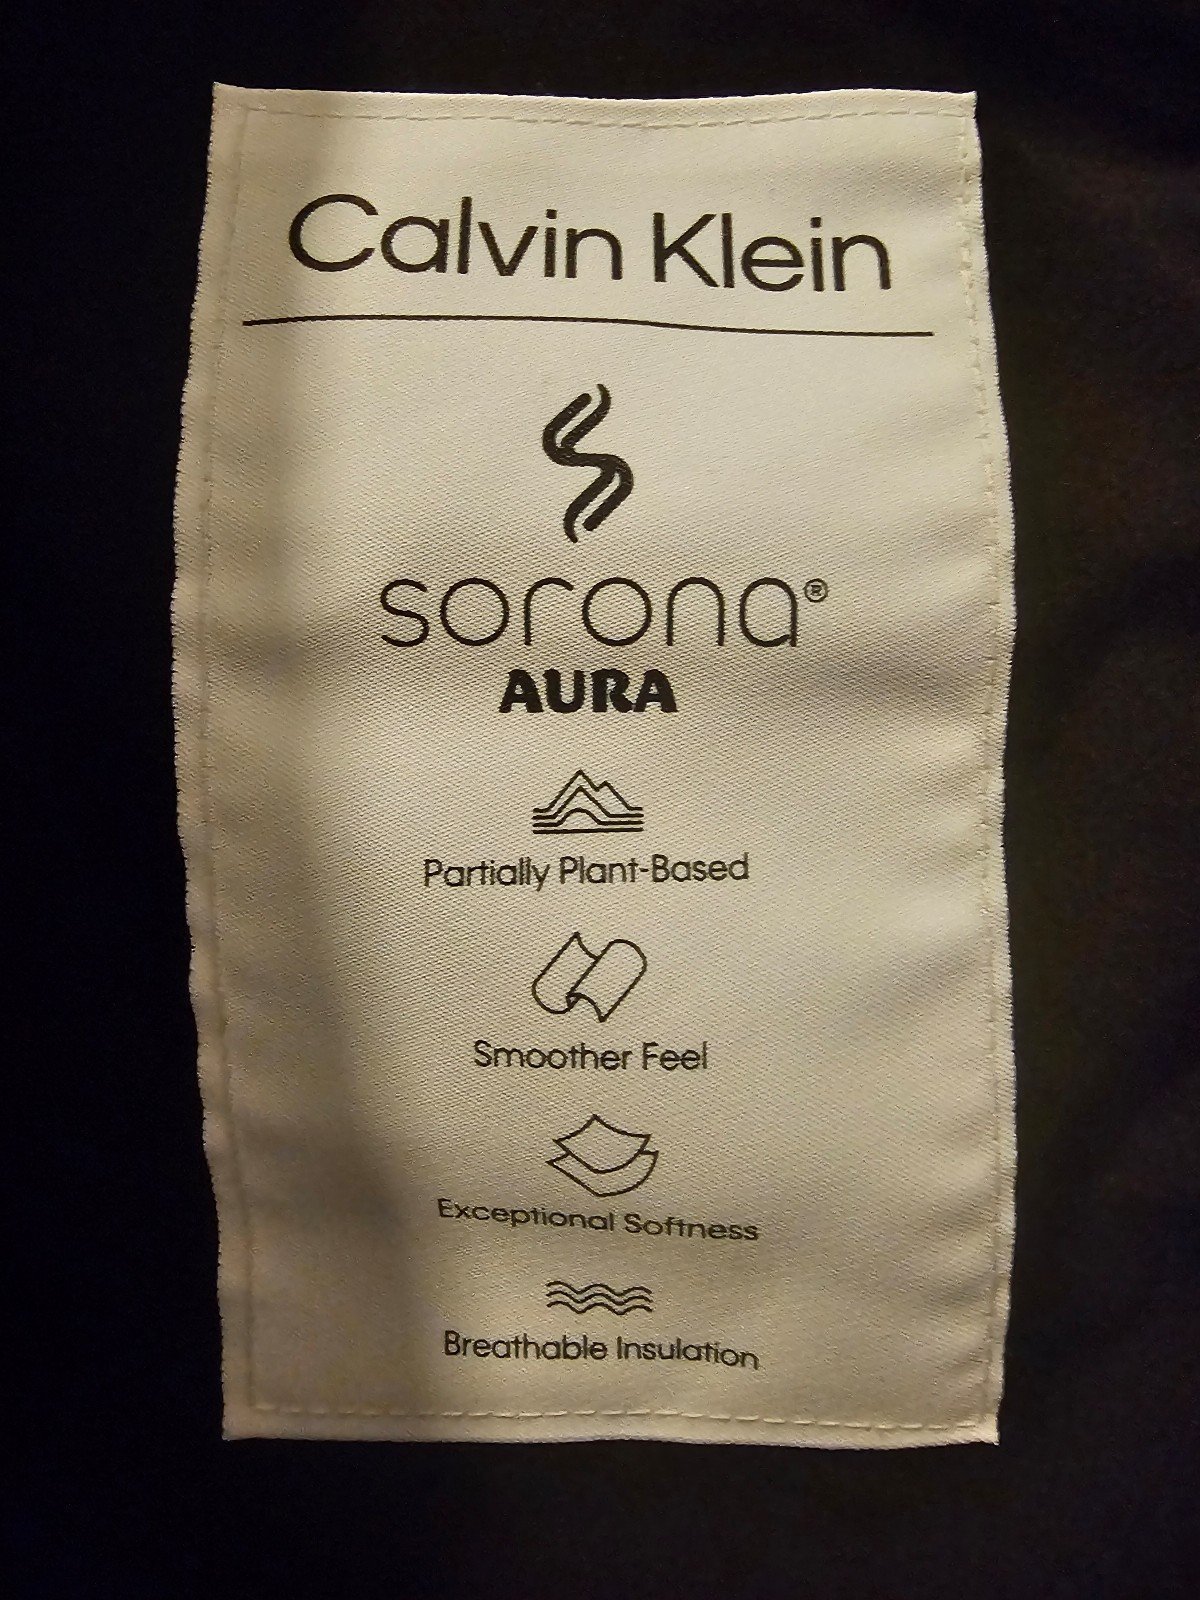 Calvin Klein
sorona®
AURA
Partially Plant-Based
Smoother Feel
Exceptional Softness
Breathable Insulation